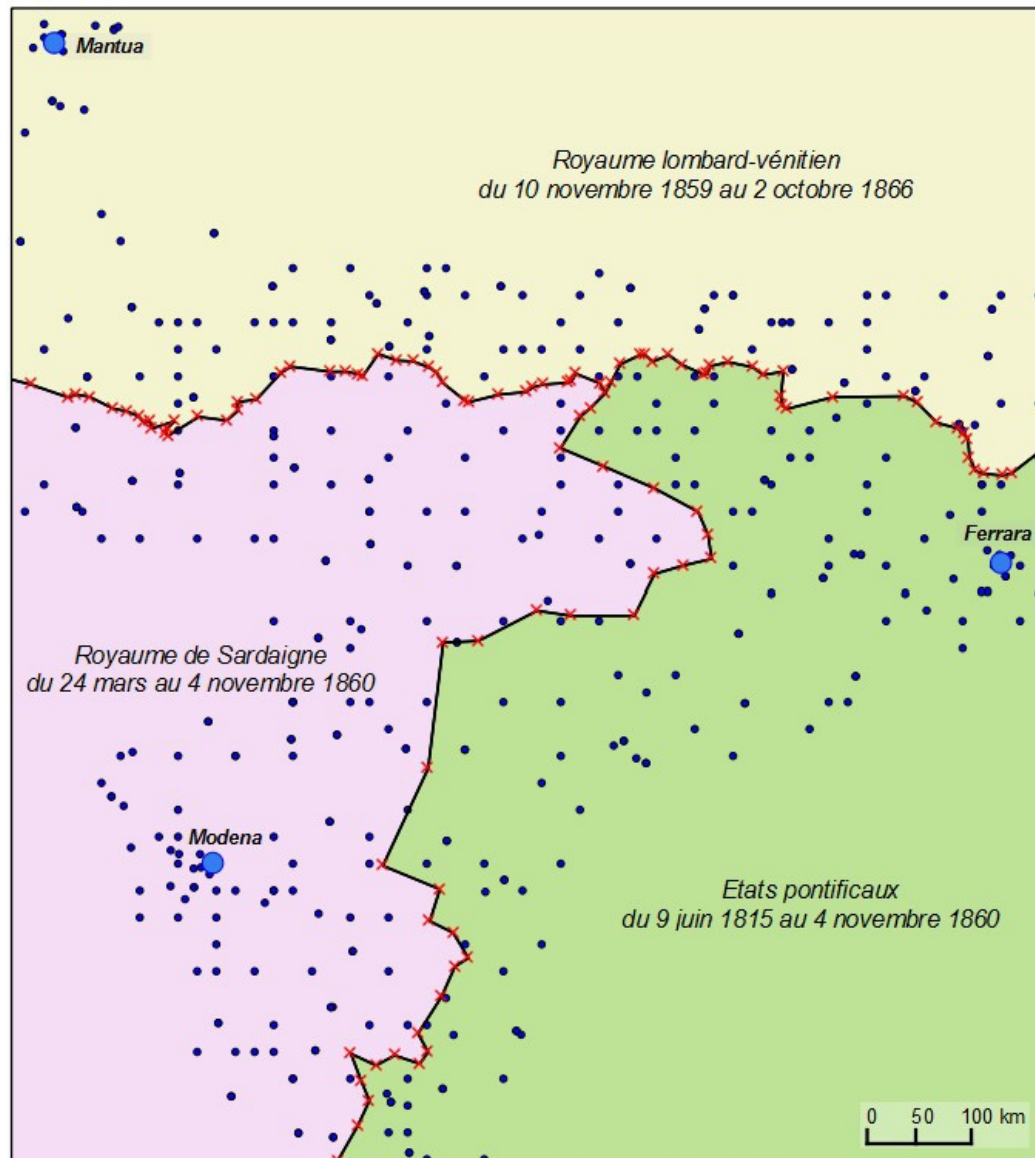 Mantua
Royaume lombard-vénitien
du 10 novembre 1859 au 2 octobre 1866
Ferrara
Royaume de Sardaigne
du 24 mars au 4 novembre 1860
Modena
Etats pontificaux
du 9 juin 1815 au 4 novembre 1860
0 50 100 km